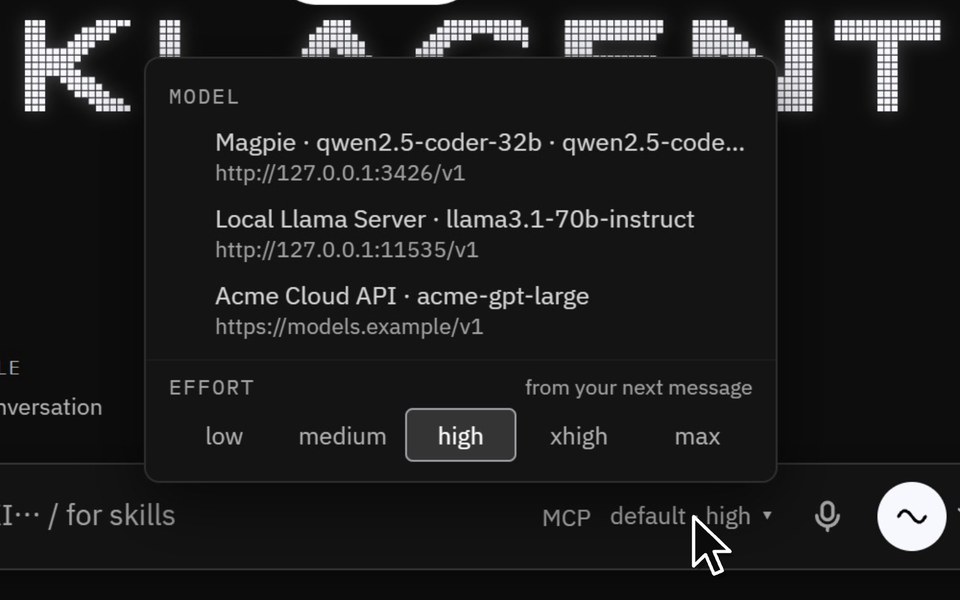 MODEL
Magpie · qwen2.5-coder-32b · qwen2.5-code...
http://127.0.0.1:3426/v1
Local Llama Server · llama3.1-70b-instruct
http://127.0.0.1:11535/v1
Acme Cloud API · acme-gpt-large
https://models.example/v1
LE
EFFORT from your next message
nversation
low medium high xhigh max
I··· / for skills MCP default · high ▾